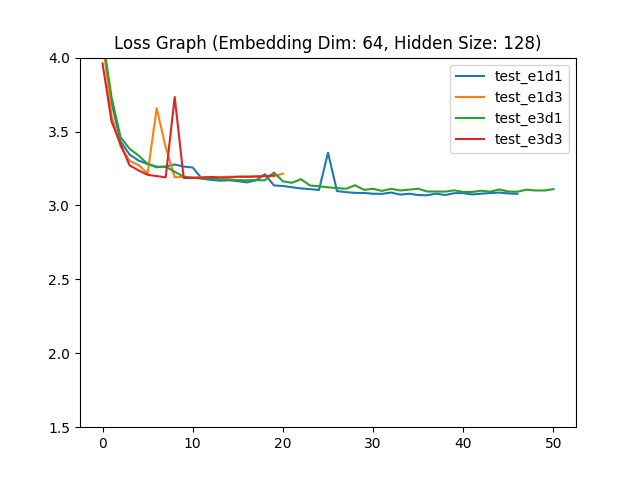 Loss Graph (Embedding Dim: 64, Hidden Size: 128)
4.0
3.5
3.0
2.5
2.0
1.5
0
10
20
30
40
50
test_e1d1
test_e1d3
test_e3d1
test_e3d3